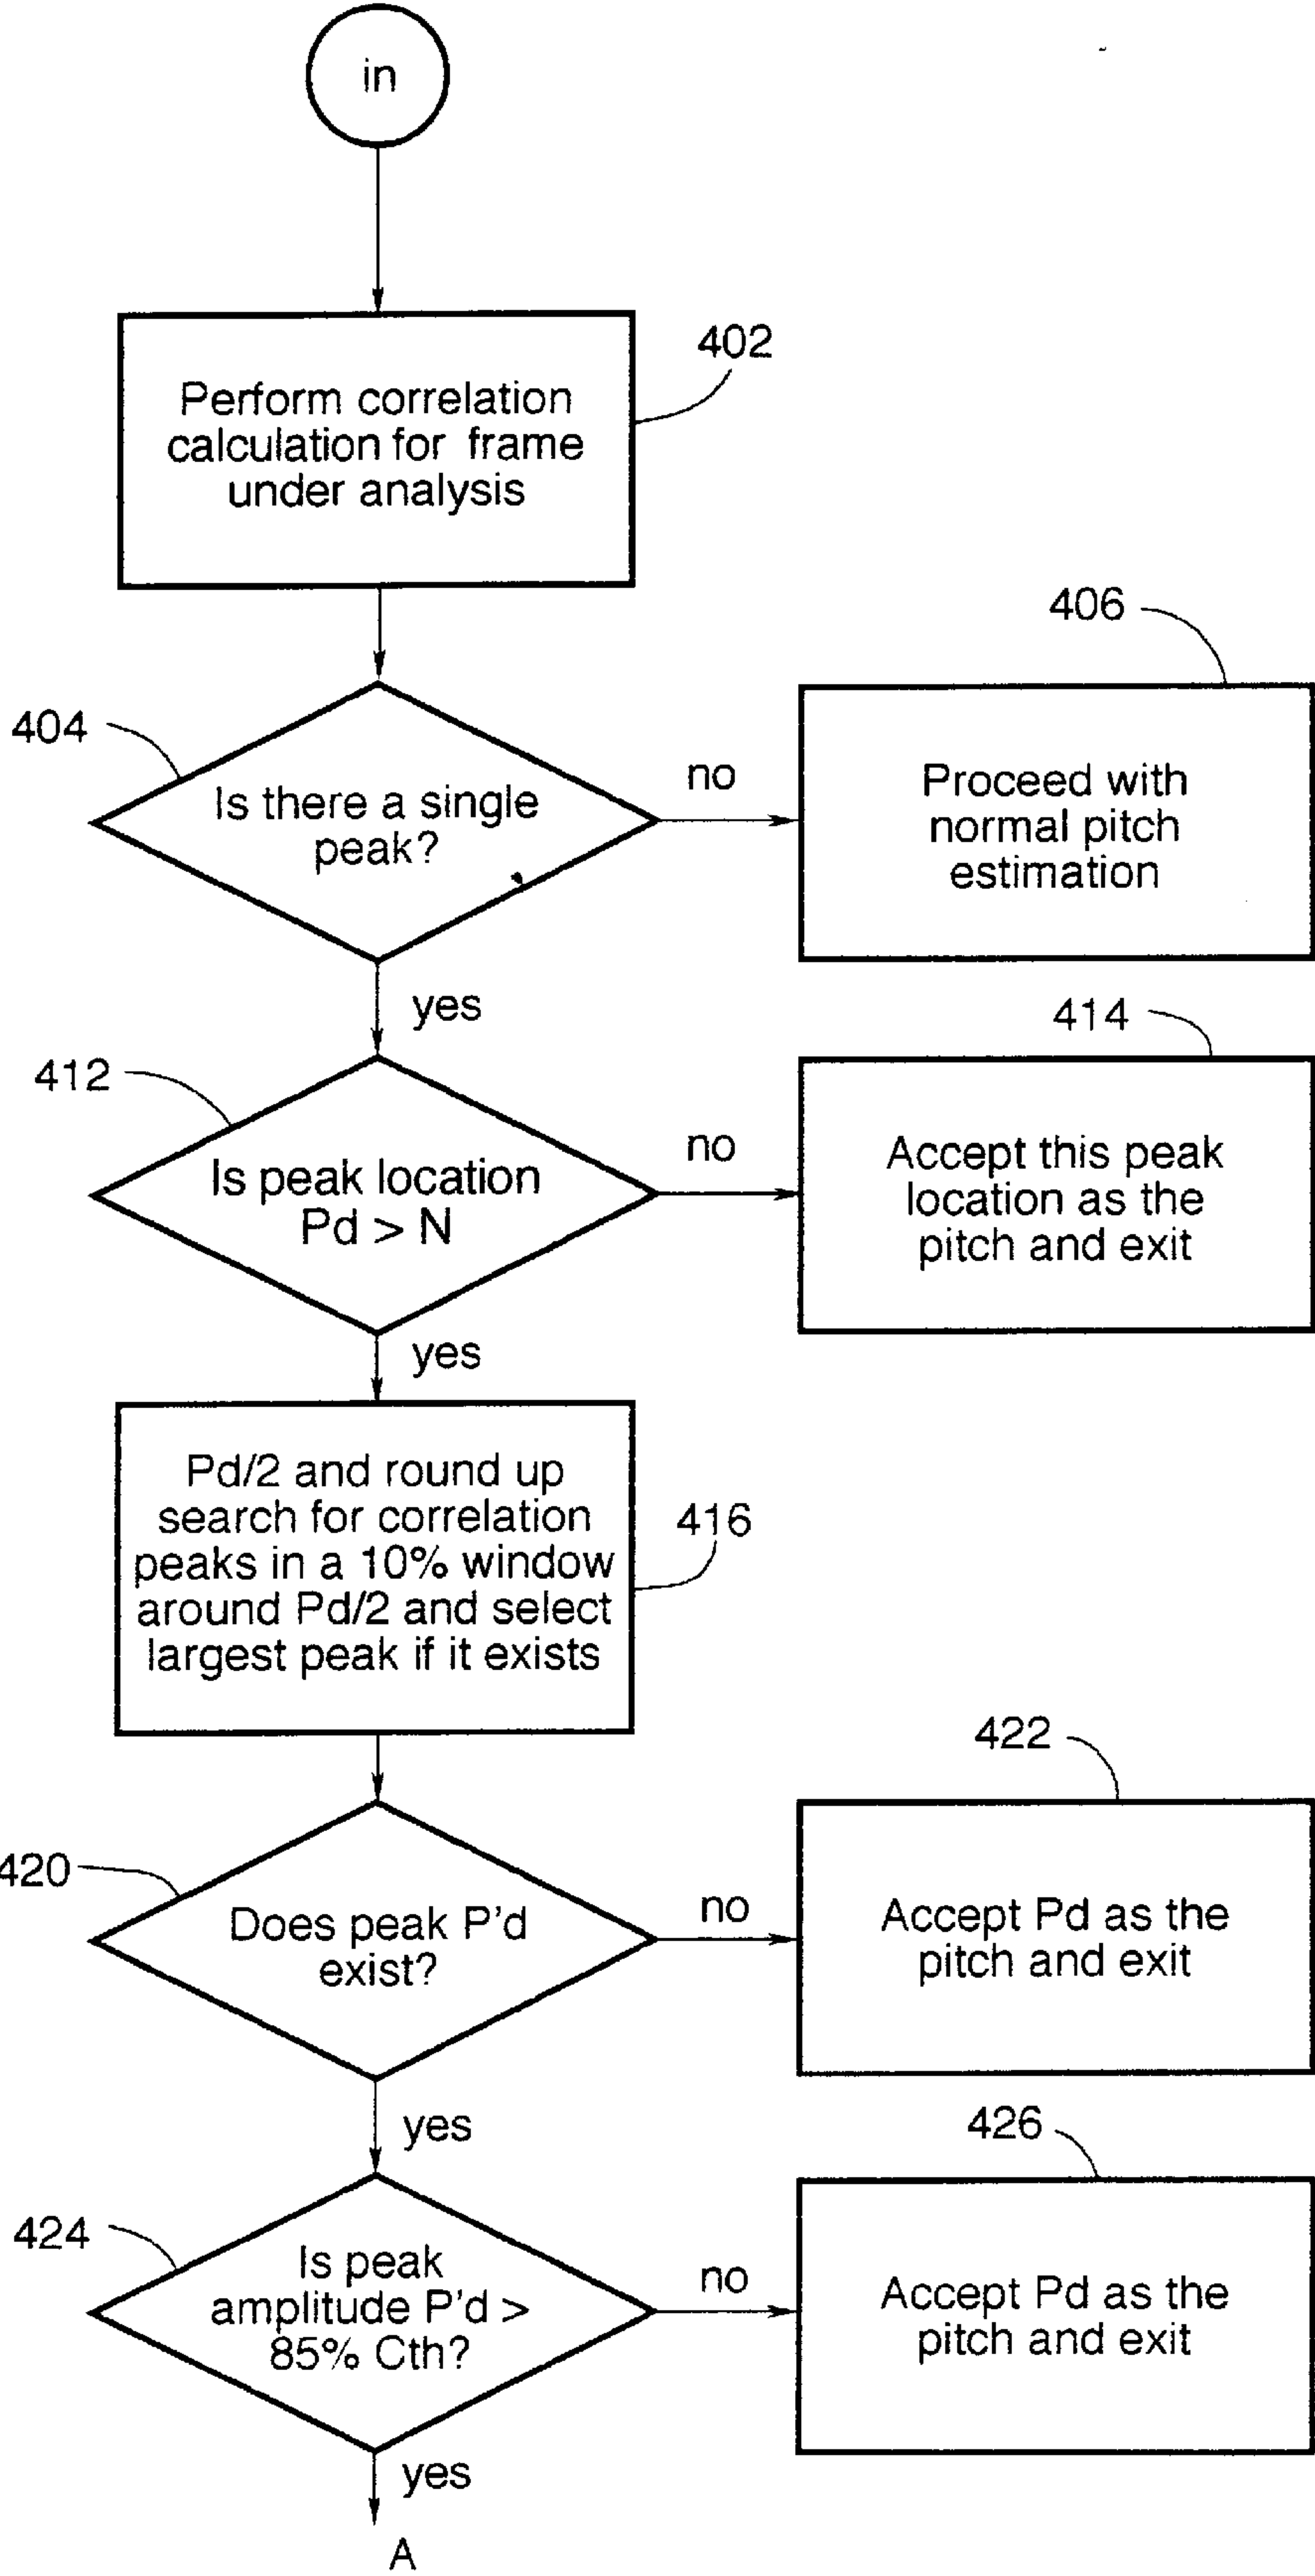 in
402
Perform correlation
calculation for frame
under analysis
406
404
Is there a single
peak?
no
Proceed with
normal pitch
estimation
yes
414
412
Is peak location
Pd > N
no
Accept this peak
location as the
pitch and exit
yes
Pd/2 and round up
search for correlation
peaks in a 10% window
around Pd/2 and select
largest peak if it exists
416
422
420
Does peak P'd
exist?
no
Accept Pd as the
pitch and exit
yes
426
424
Is peak
amplitude P'd >
85% Cth?
no
Accept Pd as the
pitch and exit
yes
A